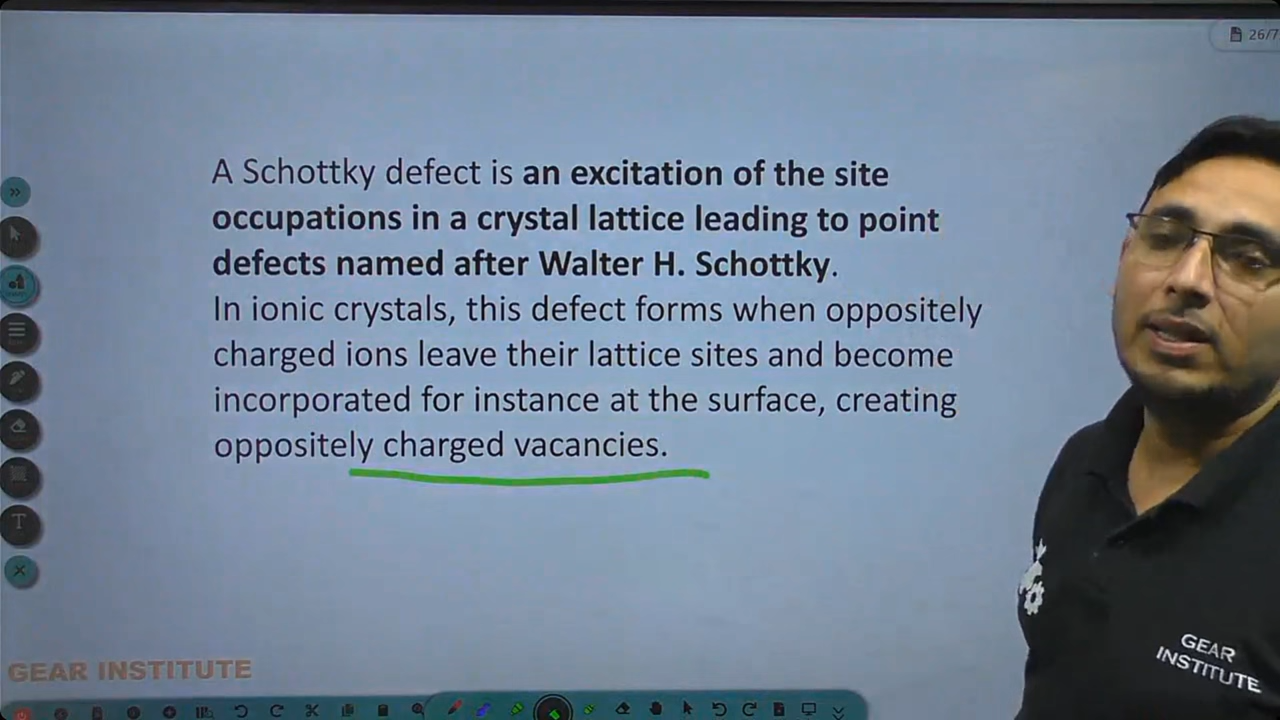 26/7
A Schottky defect is an excitation of the site
occupations in a crystal lattice leading to point
defects named after Walter H. Schottky.
In ionic crystals, this defect forms when oppositely
charged ions leave their lattice sites and become
incorporated for instance at the surface, creating
oppositely charged vacancies.
T
GEAR INSTITUTE
GEAR
INSTITUTE